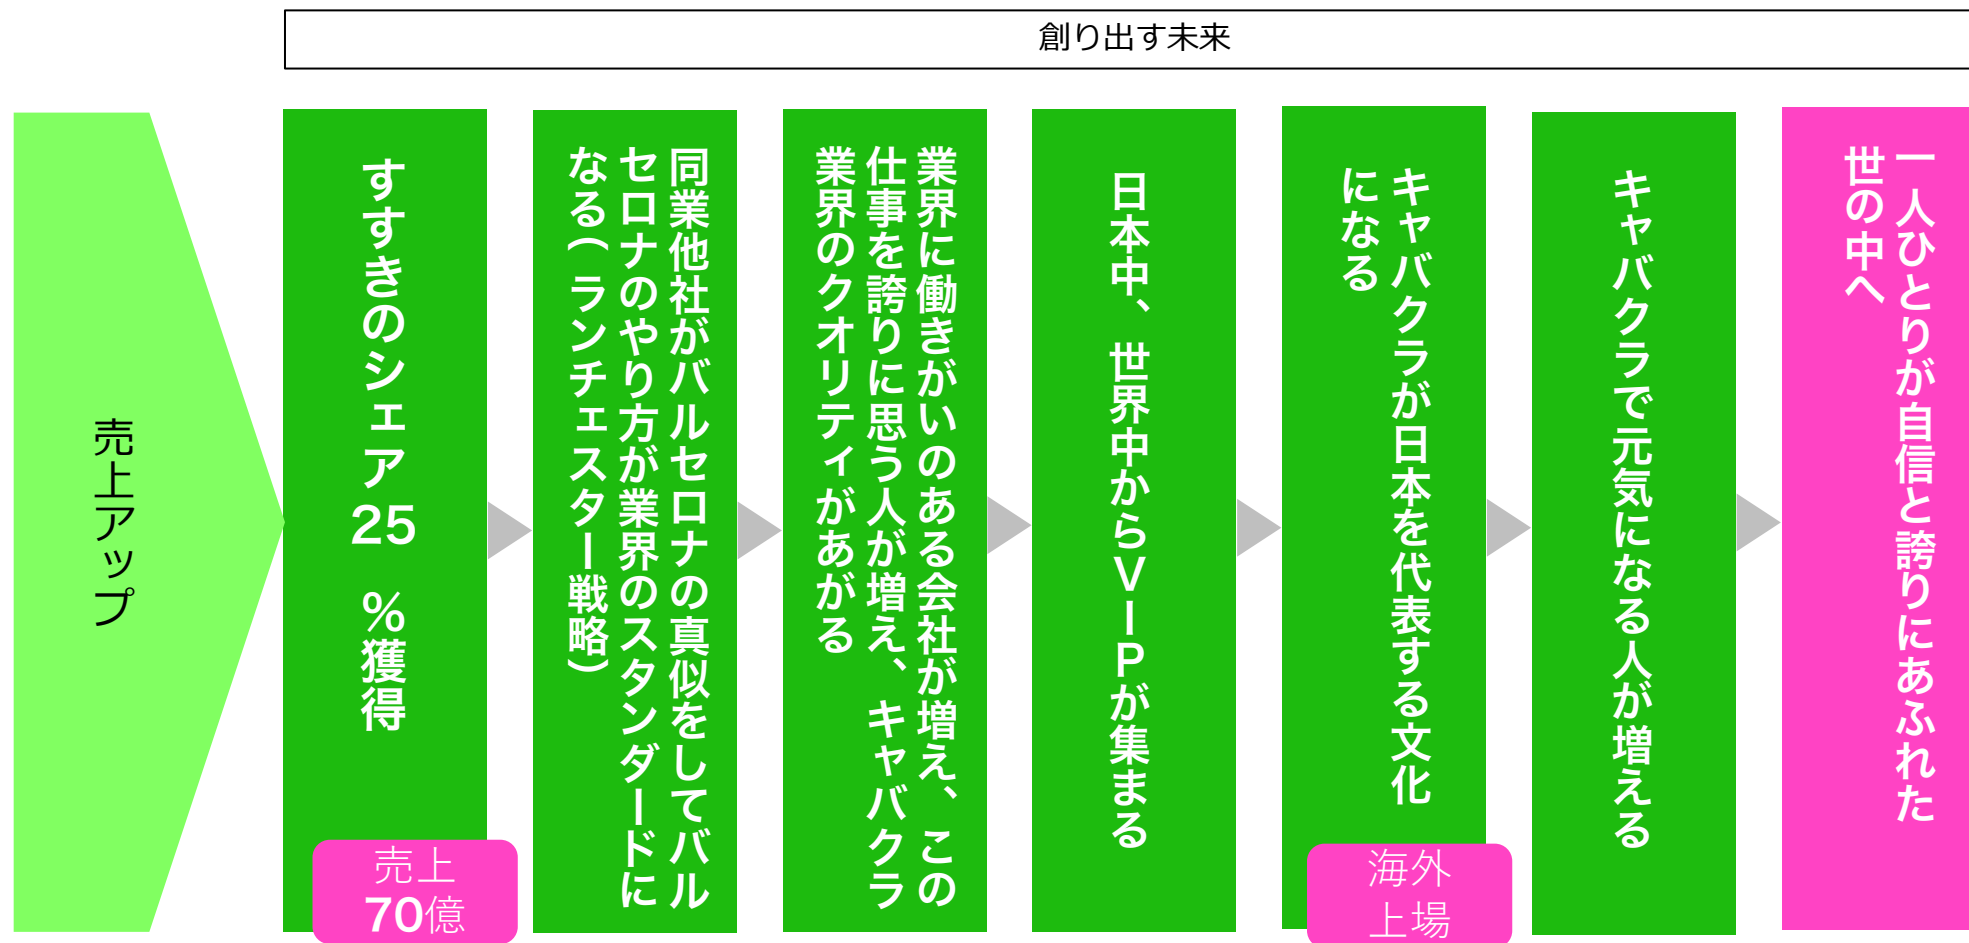 創り出す未来
売上アップ
すすきのシェア25%獲得
売上
70億
同業他社がバルセロナの真似をしてバル
セロナのやり方が業界のスタンダードに
なる(ランチェスター戦略)
業界に働きがいのある会社が増え、この
仕事を誇りに思う人が増え、キャバクラ
業界のクオリティがあがる
日本中、世界中からVIPが集まる
キャバクラが日本を代表する文化
になる
海外
上場
キャバクラで元気になる人が増える
一人ひとりが自信と誇りにあふれた
世の中へ